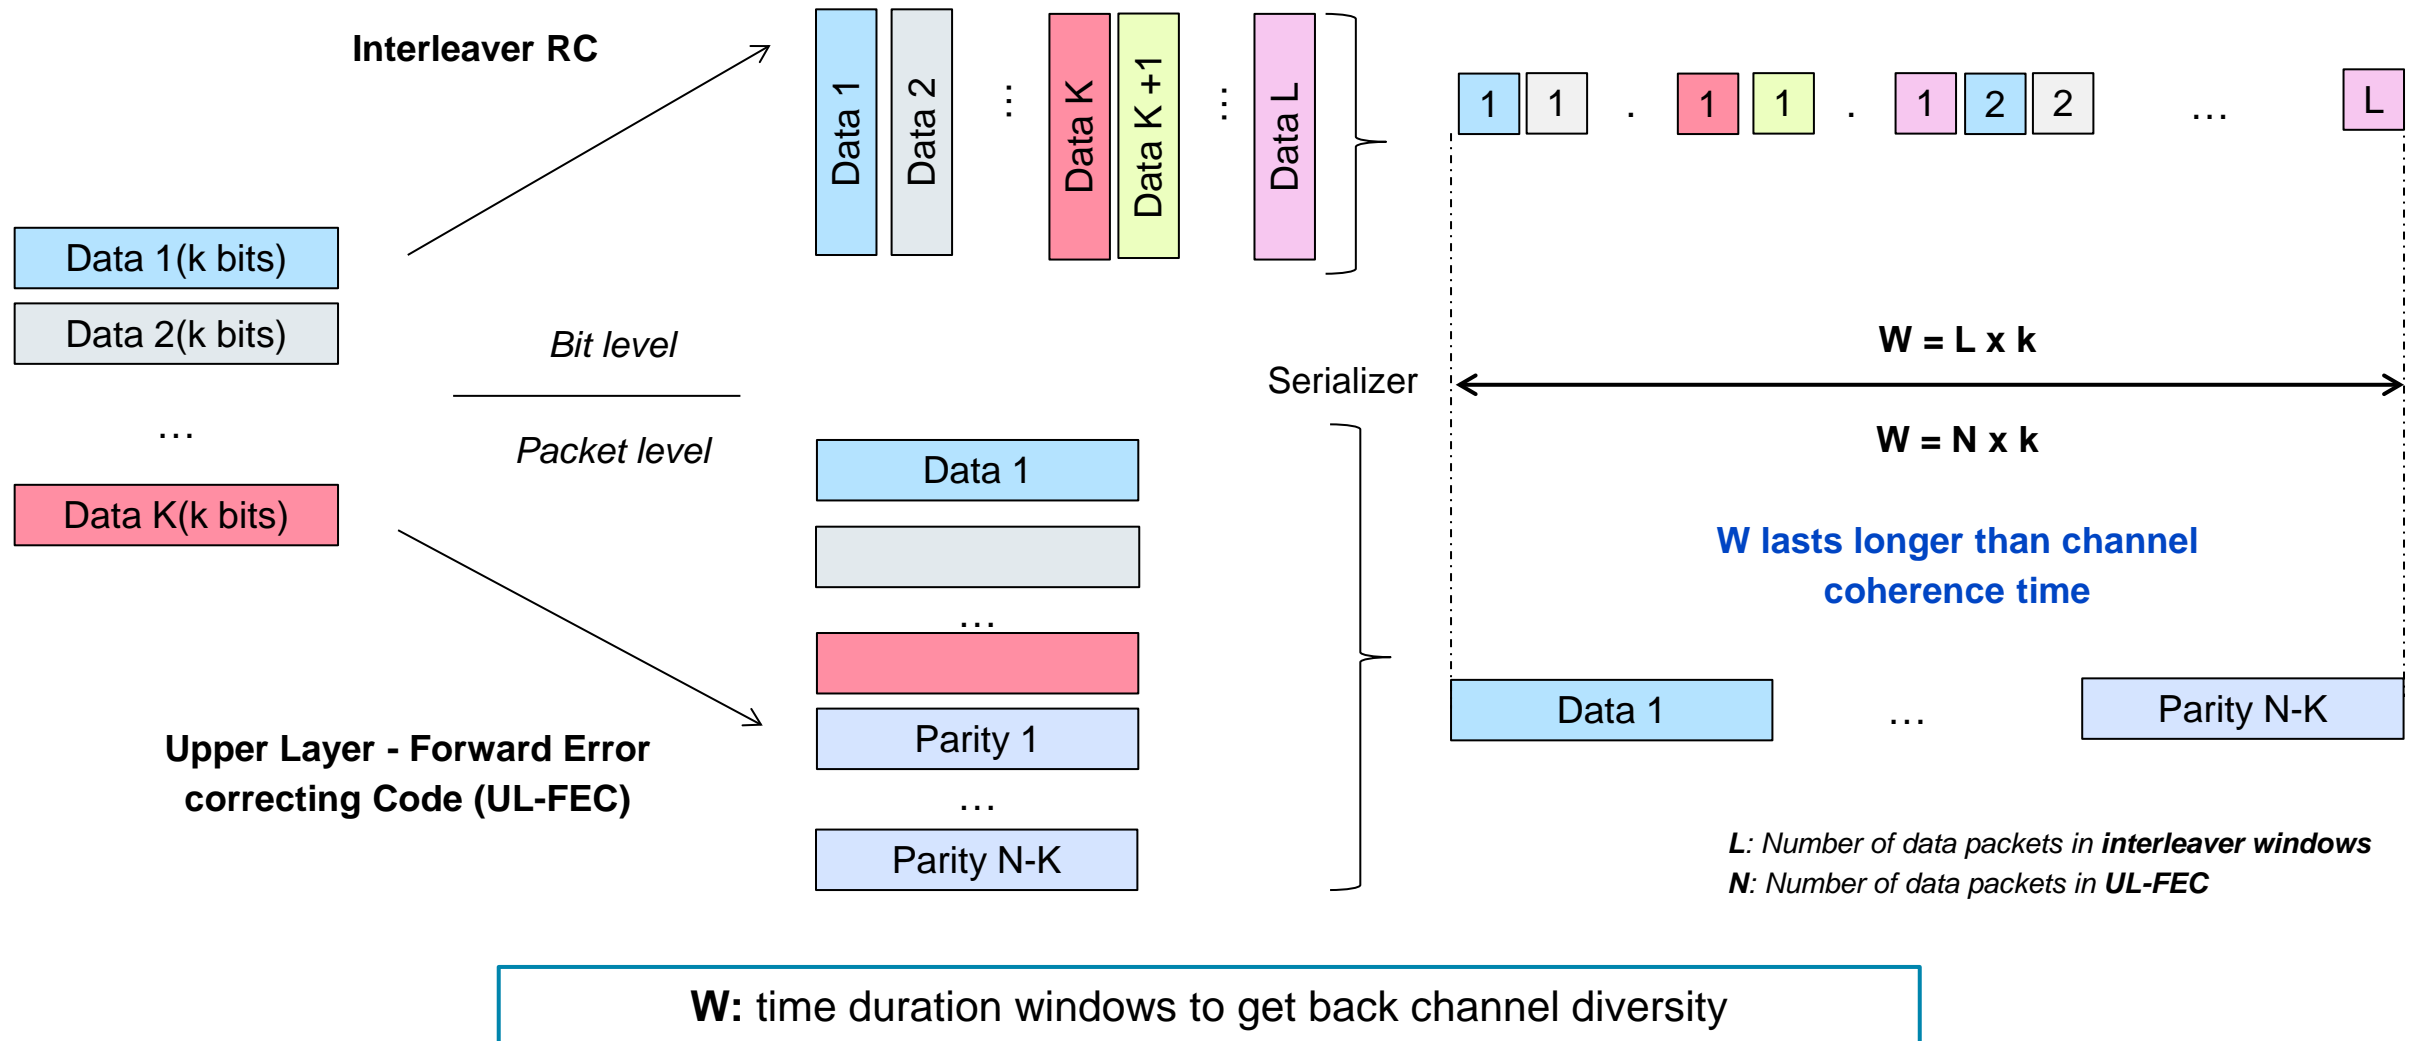 Interleaver RC
Data 1
Data 2
...
Data K
Data K +1
...
Data L
1 1 . 1 1 . 1 2 2 ... L
Data 1(k bits)
Data 2(k bits)
...
Data K(k bits)
Bit level
Packet level
Serializer
W = L x k
W = N x k
W lasts longer than channel
coherence time
Data 1
...
Parity 1
...
Parity N-K
Data 1 ... Parity N-K
Upper Layer - Forward Error
correcting Code (UL-FEC)
L: Number of data packets in interleaver windows
N: Number of data packets in UL-FEC
W: time duration windows to get back channel diversity